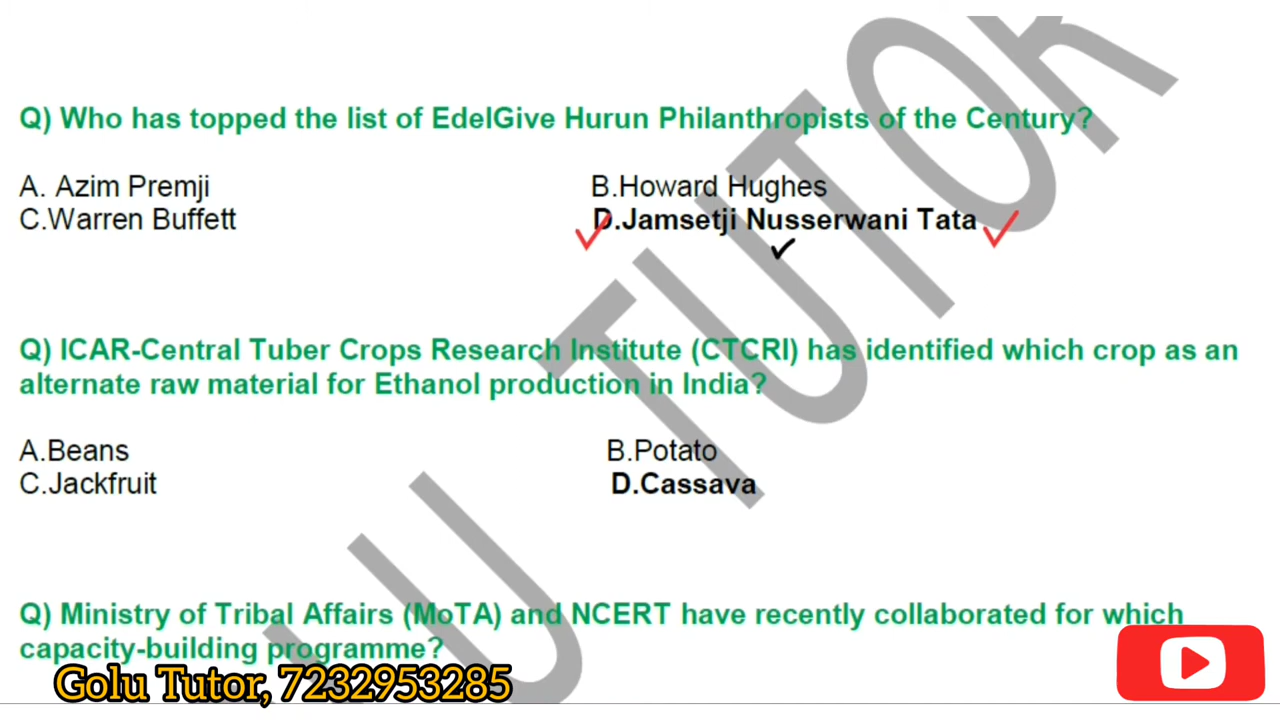 Q) Who has topped the list of EdelGive Hurun Philanthropists of the Century?
A. Azim Premji B.Howard Hughes
C.Warren Buffett D.Jamsetji Nusserwani Tata
Q) ICAR-Central Tuber Crops Research Institute (CTCRI) has identified which crop as an
alternate raw material for Ethanol production in India?
A.Beans B.Potato
C.Jackfruit D.Cassava
Q) Ministry of Tribal Affairs (MoTA) and NCERT have recently collaborated for which
capacity-building programme?
Golu Tutor, 7232953285
U TUTOR